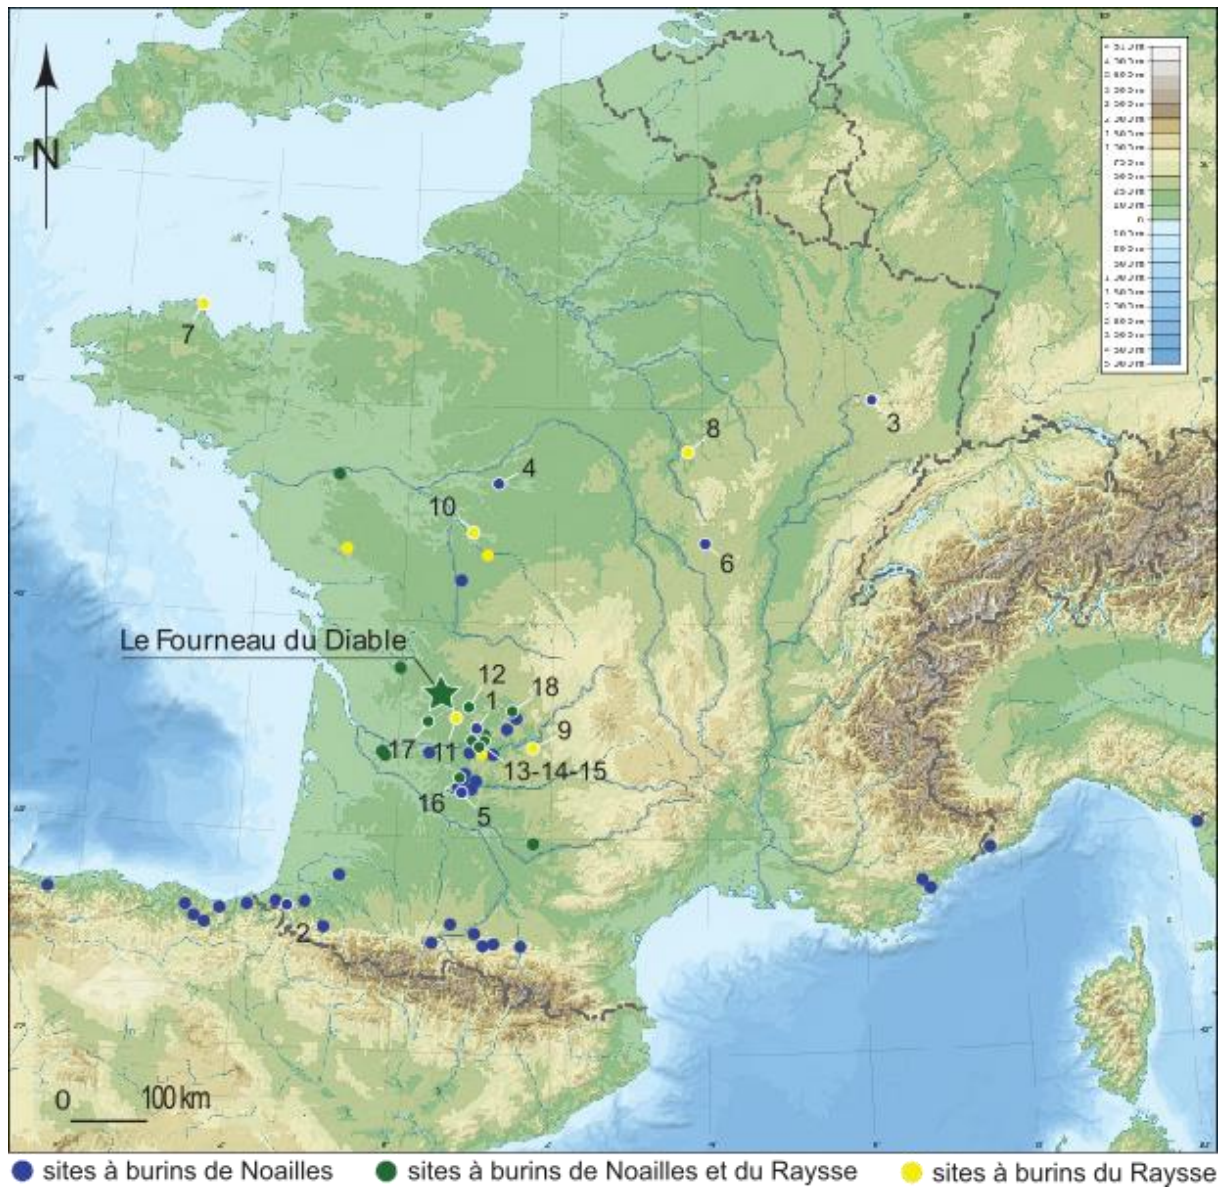 N
7
3
8
4
10
6
Le Fourneau du Diable
12
1
18
9
17
11
13-14-15
16
5
2
0 100 km
sites à burins de Noailles
sites à burins de Noailles et du Raysse
sites à burins du Raysse